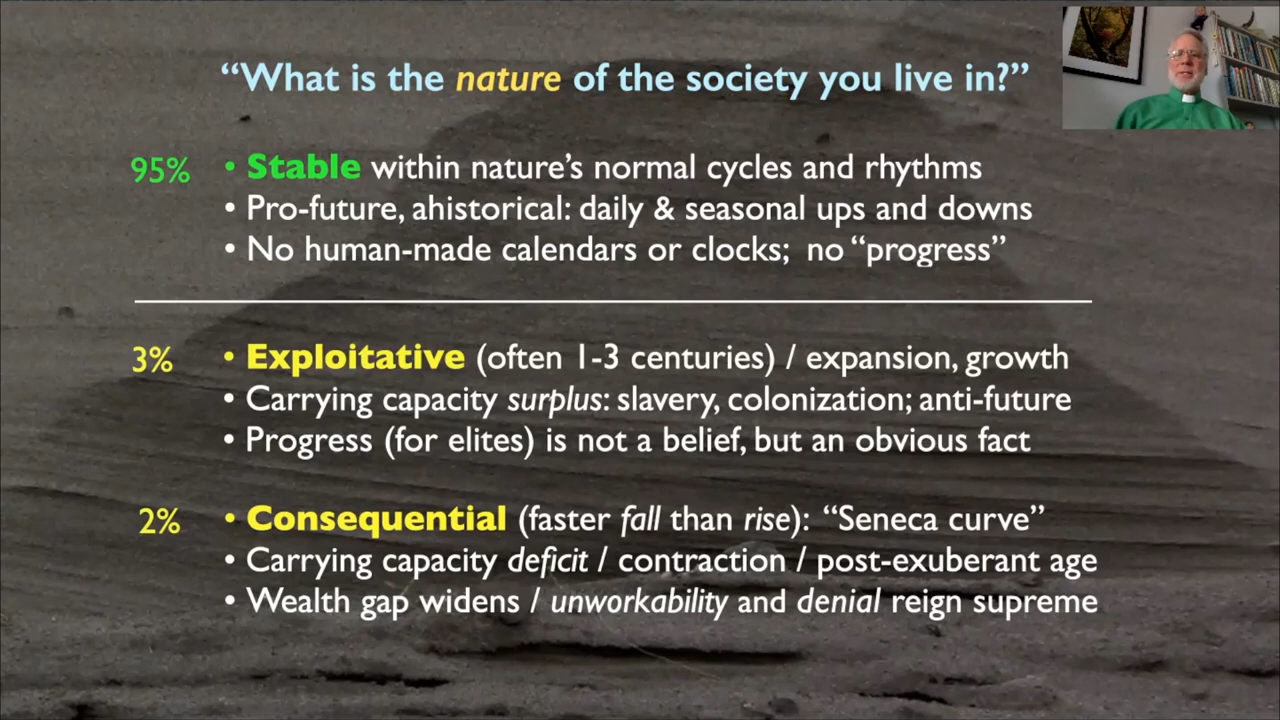 “What is the nature of the society you live in?”
95% • Stable within nature’s normal cycles and rhythms
• Pro-future, ahistorical: daily & seasonal ups and downs
• No human-made calendars or clocks; no “progress”
3% • Exploitative (often 1-3 centuries) / expansion, growth
• Carrying capacity surplus: slavery, colonization; anti-future
• Progress (for elites) is not a belief, but an obvious fact
2% • Consequential (faster fall than rise): “Seneca curve”
• Carrying capacity deficit / contraction / post-exuberant age
• Wealth gap widens / unworkability and denial reign supreme